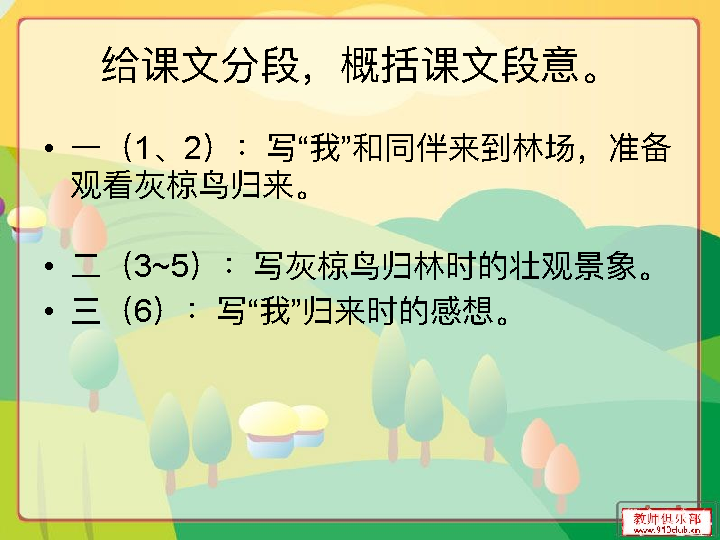 给课文分段，概括课文段意。
• 一（1、2）：写“我”和同伴来到林场，准备
观看灰椋鸟归来。
• 二（3~5）：写灰椋鸟归林时的壮观景象。
• 三（6）：写“我”归来时的感想。
教师俱乐部
www.910club.cn